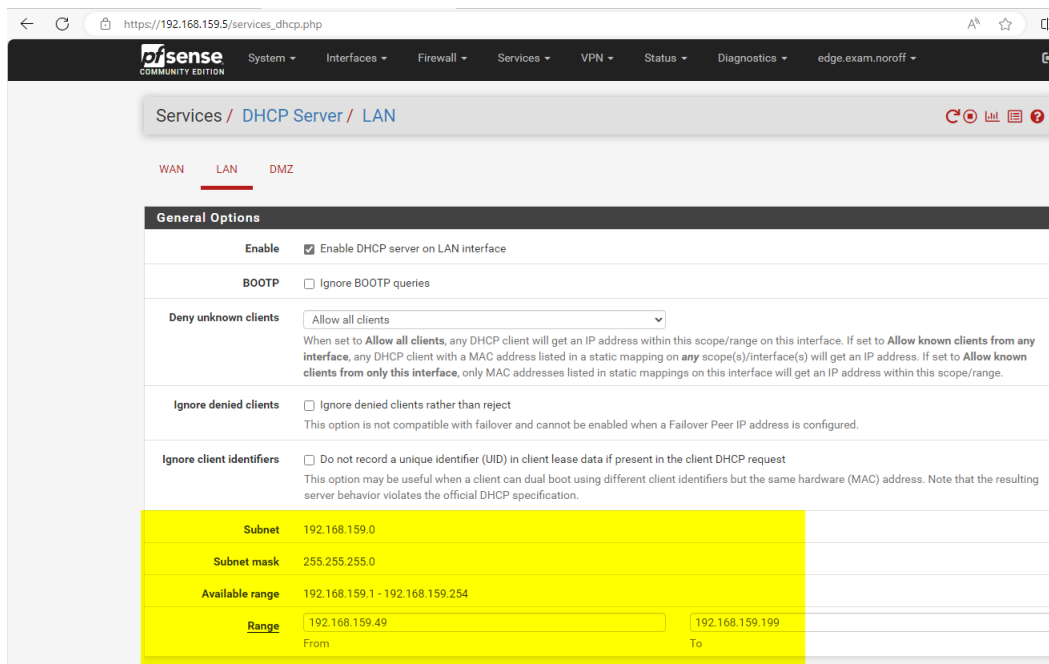 https://192.168.159.5/services_dhcp.php
pfsense COMMUNITY EDITION System Interfaces Firewall Services VPN Status Diagnostics edge.exam.noroff
Services / DHCP Server / LAN
WAN LAN DMZ
General Options
Enable Enable DHCP server on LAN interface
BOOTP Ignore BOOTP queries
Deny unknown clients Allow all clients
When set to Allow all clients, any DHCP client will get an IP address within this scope/range on this interface. If set to Allow known clients from any
interface, any DHCP client with a MAC address listed in a static mapping on any scope(s)/interface(s) will get an IP address. If set to Allow known
clients from only this interface, only MAC addresses listed in static mappings on this interface will get an IP address within this scope/range.
Ignore denied clients Ignore denied clients rather than reject
This option is not compatible with failover and cannot be enabled when a Failover Peer IP address is configured.
Ignore client identifiers Do not record a unique identifier (UID) in client lease data if present in the client DHCP request
This option may be useful when a client can dual boot using different client identifiers but the same hardware (MAC) address. Note that the resulting
server behavior violates the official DHCP specification.
Subnet 192.168.159.0
Subnet mask 255.255.255.0
Available range 192.168.159.1 - 192.168.159.254
Range 192.168.159.49 192.168.159.199
From To